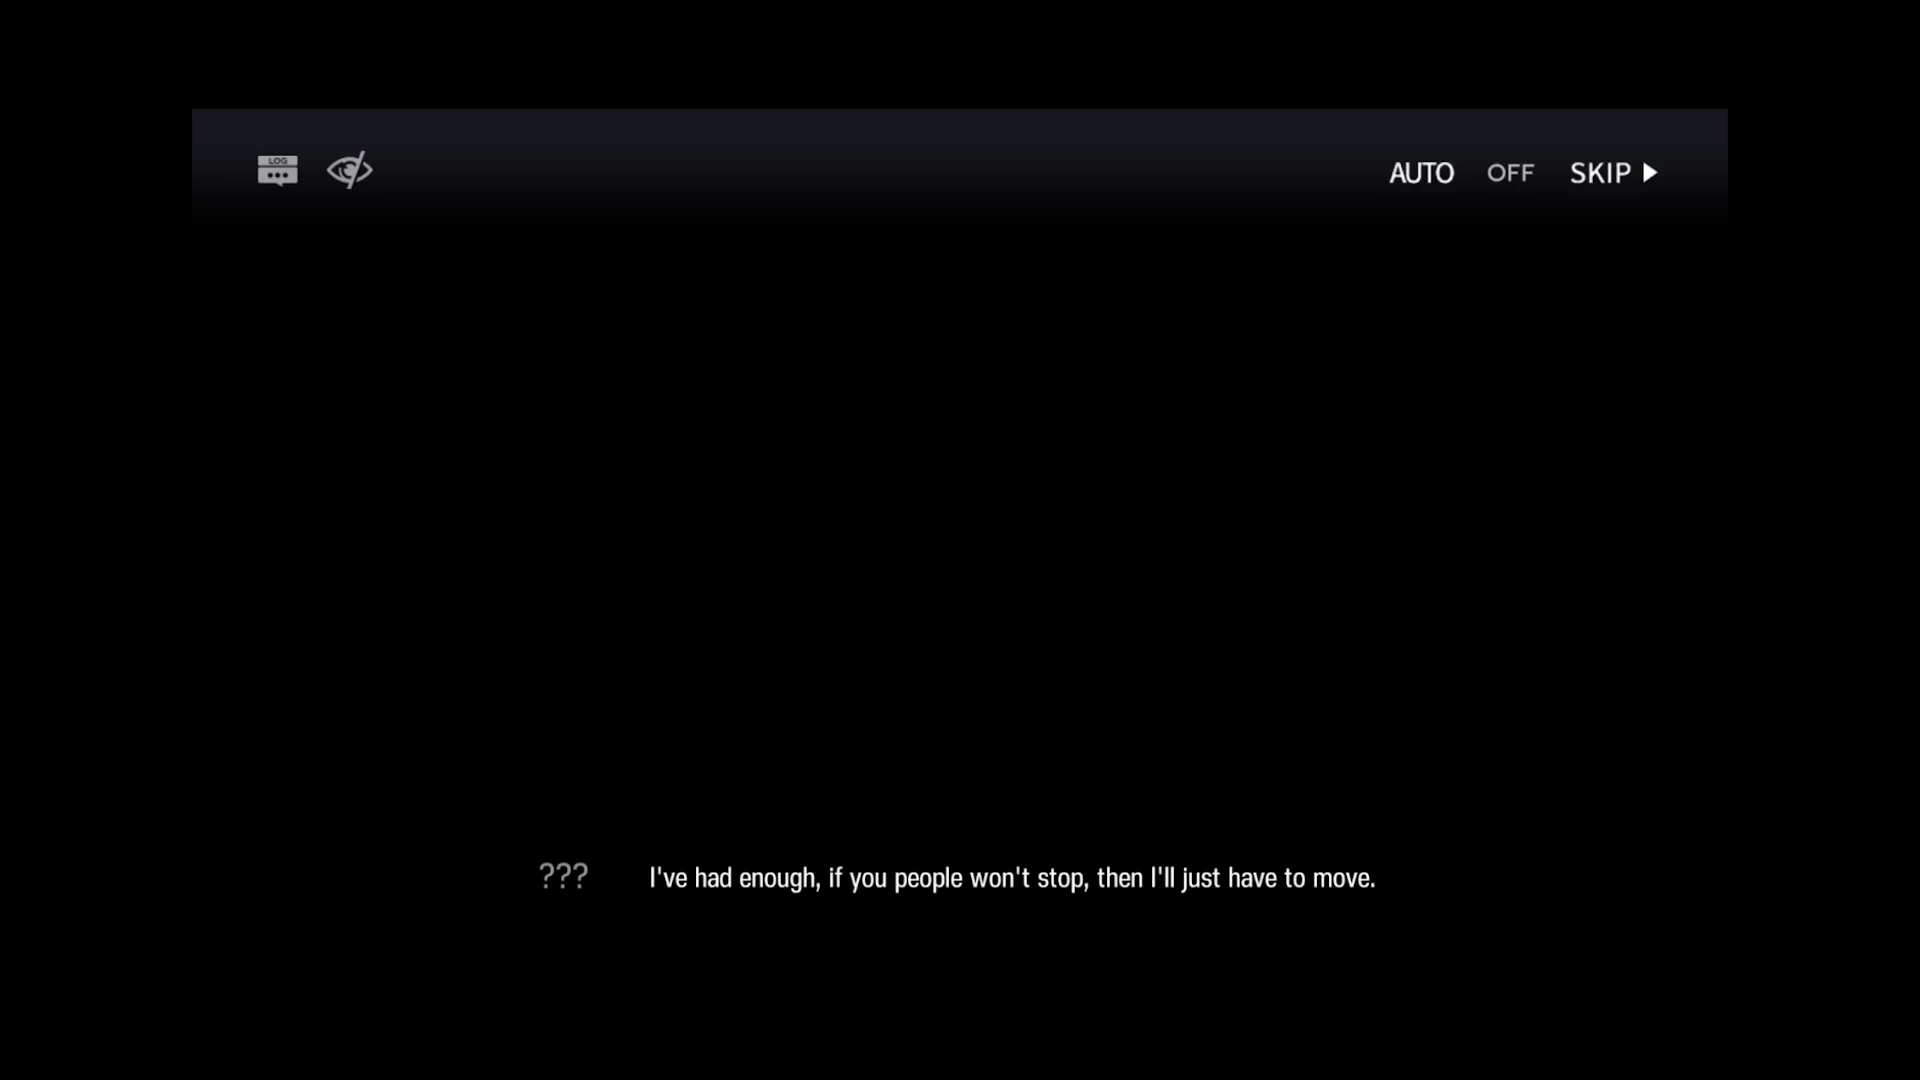 LOG
AUTO OFF SKIP
??? I've had enough, if you people won't stop, then I'll just have to move.